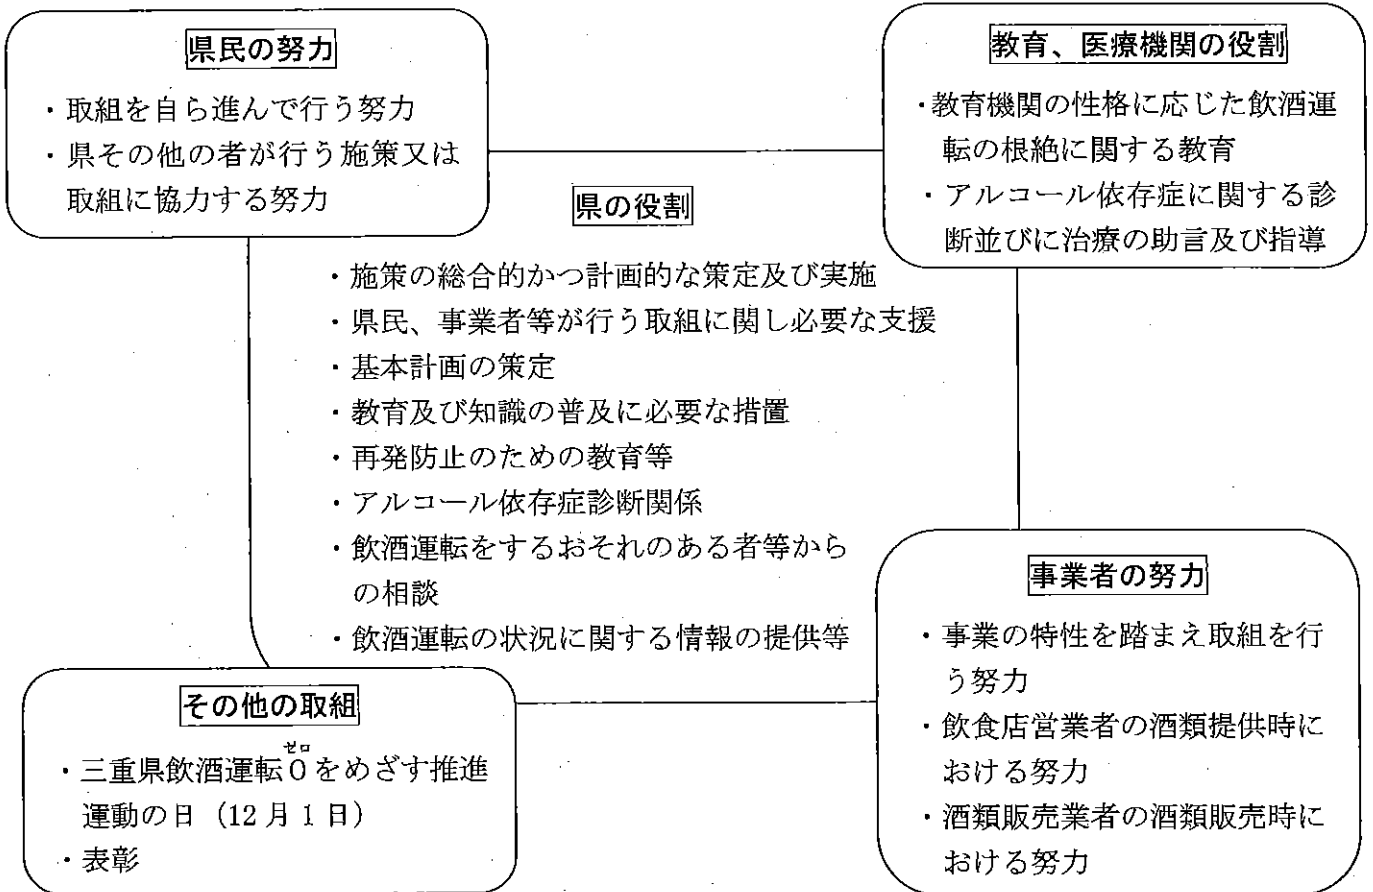 県民の努力
・取組を自ら進んで行う努力
・県その他の者が行う施策又は
取組に協力する努力
教育、医療機関の役割
・教育機関の性格に応じた飲酒運
転の根絶に関する教育
・アルコール依存症に関する診
断並びに治療の助言及び指導
県の役割
・施策の総合的かつ計画的な策定及び実施
・県民、事業者等が行う取組に関し必要な支援
・基本計画の策定
・教育及び知識の普及に必要な措置
・再発防止のための教育等
・アルコール依存症診断関係
・飲酒運転をするおそれのある者等から
の相談
・飲酒運転の状況に関する情報の提供等
その他の取組
ゼロ
・三重県飲酒運転0をめざす推進
運動の日(12月1日)
・表彰
事業者の努力
・事業の特性を踏まえ取組を行
う努力
・飲食店営業者の酒類提供時に
おける努力
・酒類販売業者の酒類販売時に
おける努力